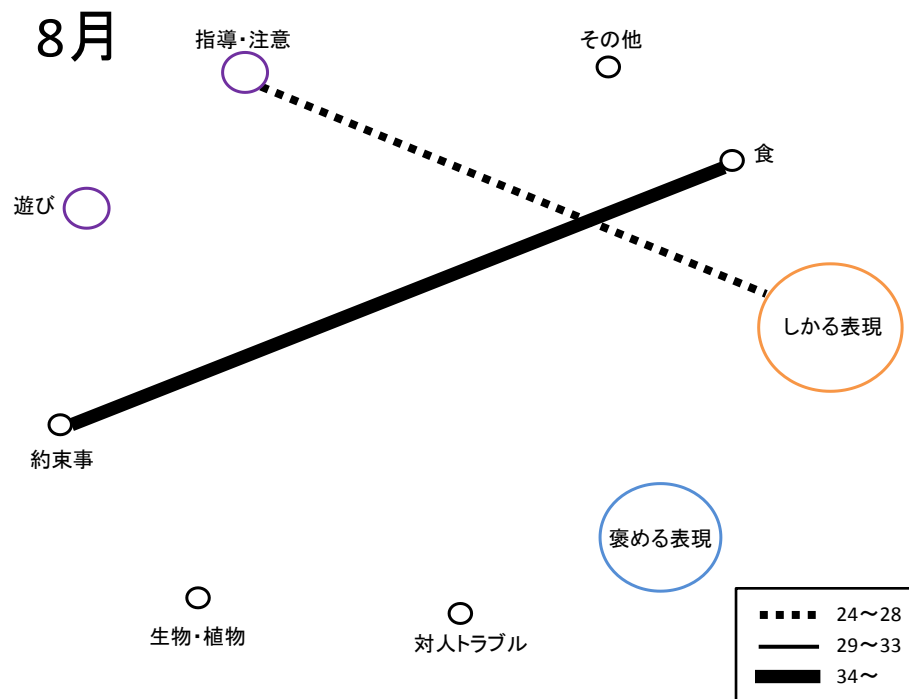 8月
指導・注意
その他
食
遊び
しかる表現
約束事
褒める表現
生物・植物
対人トラブル
24～28
29～33
34～